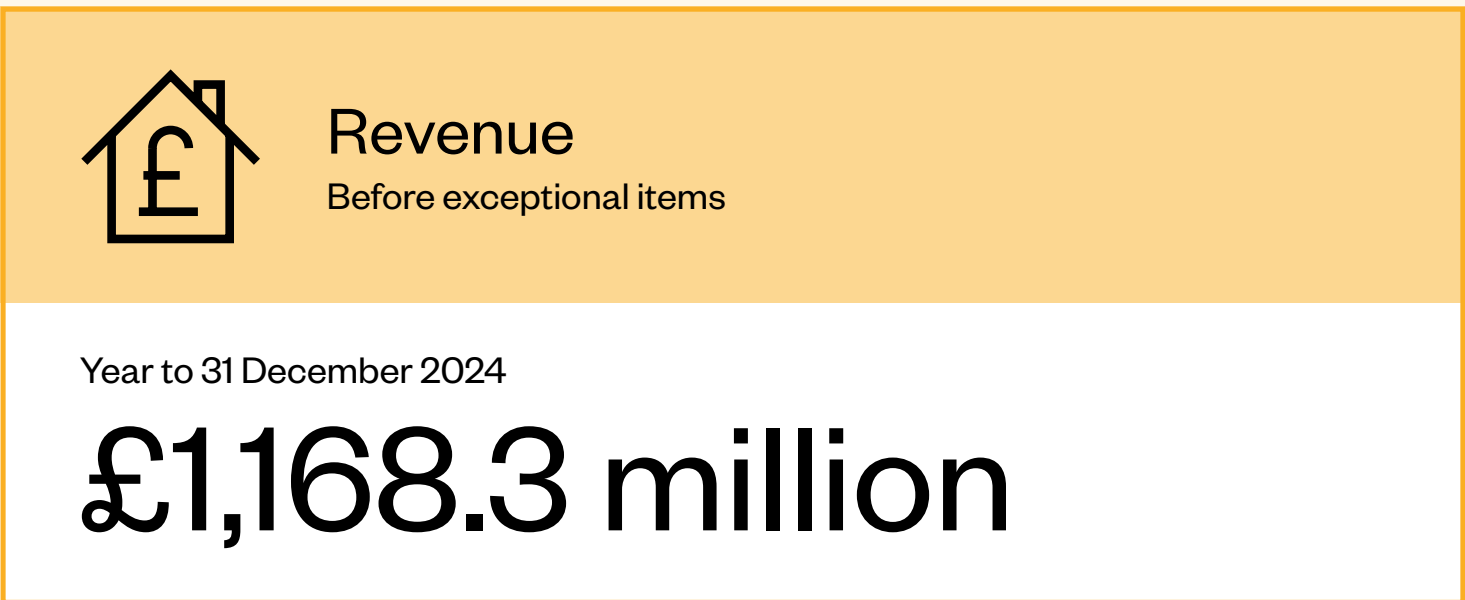 £
Revenue
Before exceptional items
Year to 31 December 2024
£1,168.3 million